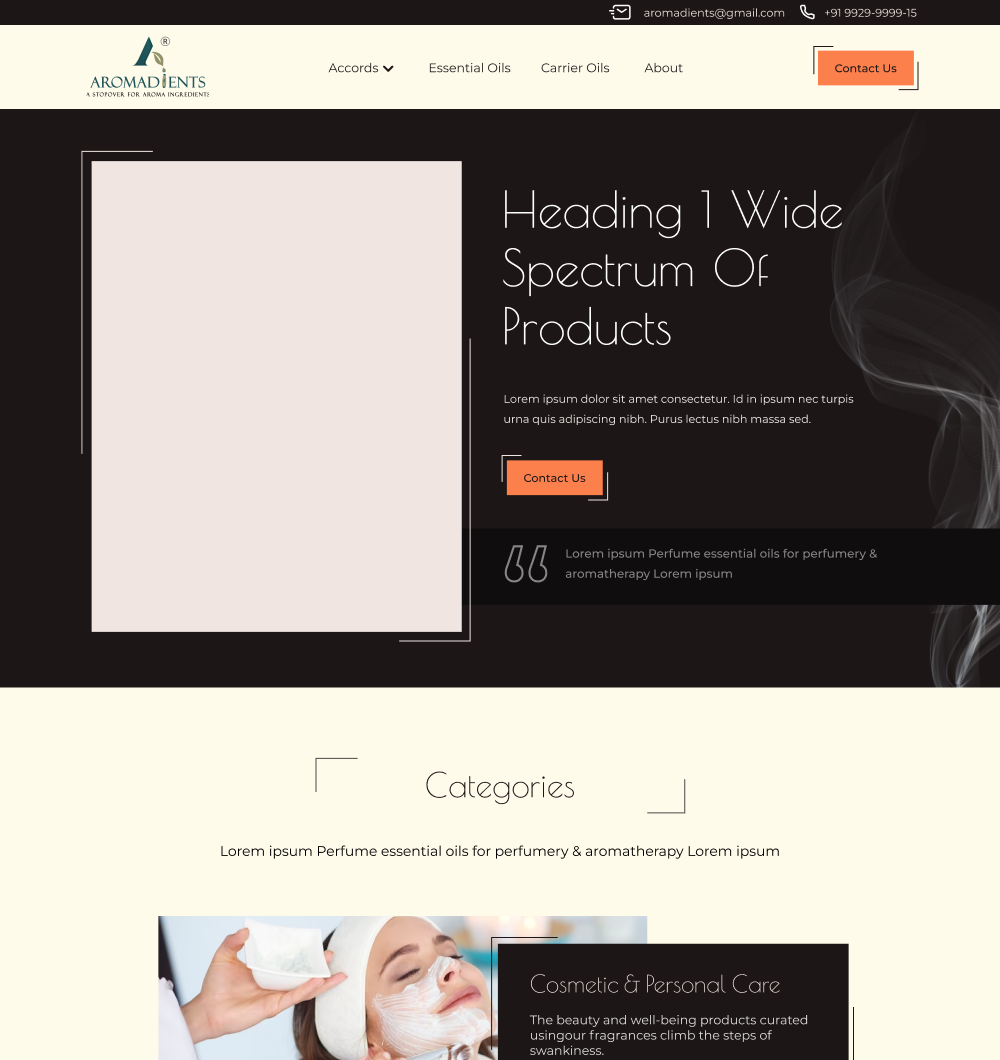 aromadients@gmail.com +91 9929-9999-15
®
AROMADIENTS
A STOPOVER FOR AROMA INGREDIENTS
Accords Essential Oils Carrier Oils About Contact Us
Heading 1 Wide
Spectrum Of
Products
Lorem ipsum dolor sit amet consectetur. Id in ipsum nec turpis
urna quis adipiscing nibh. Purus lectus nibh massa sed.
Contact Us
Lorem ipsum Perfume essential oils for perfumery &
aromatherapy Lorem ipsum
Categories
Lorem ipsum Perfume essential oils for perfumery & aromatherapy Lorem ipsum
Cosmetic & Personal Care
The beauty and well-being products curated
usingour fragrances climb the steps of
swankiness.